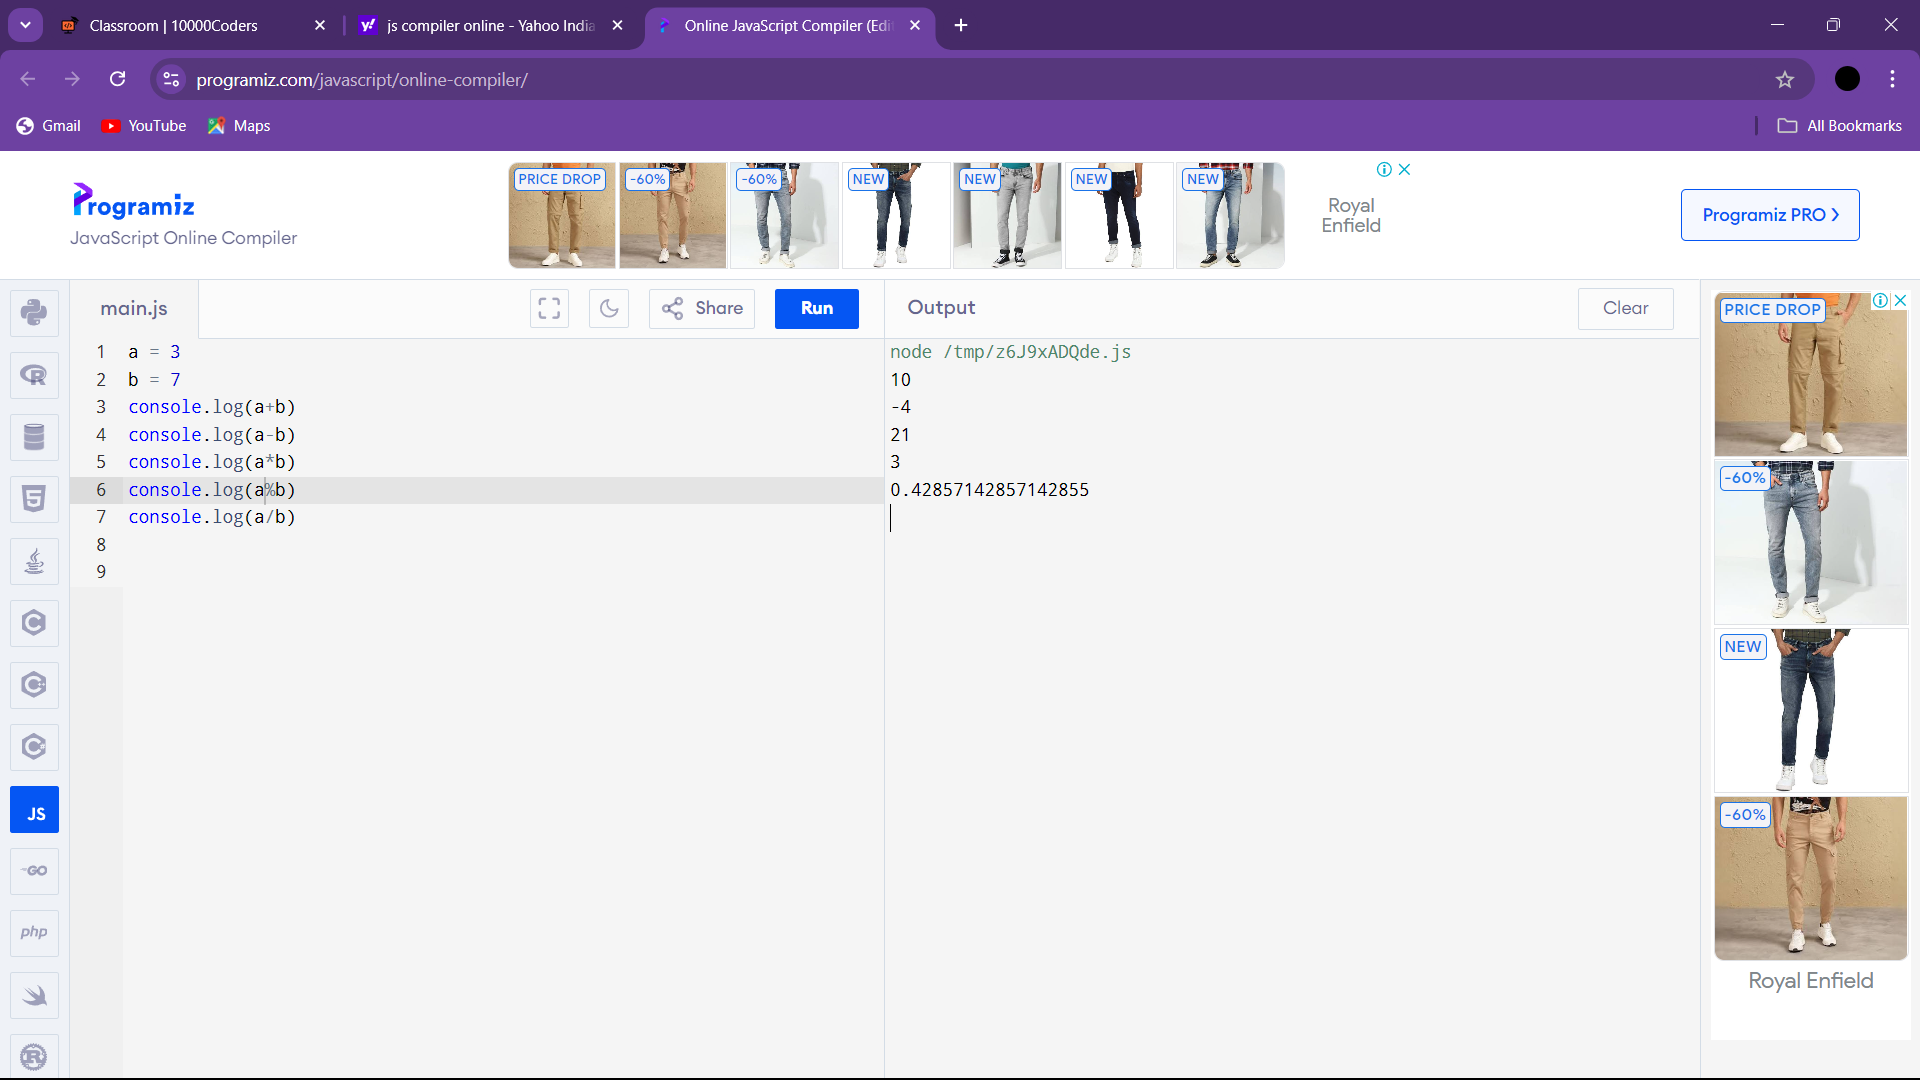 Classroom | 10000Coders
js compiler online - Yahoo India
Online JavaScript Compiler (Edi
programiz.com/javascript/online-compiler/
Gmail
YouTube
Maps
All Bookmarks
Programiz
JavaScript Online Compiler
PRICE DROP
-60%
-60%
NEW
NEW
NEW
NEW
Royal
Enfield
Programiz PRO >
main.js
Share
Run
Output
Clear
1 a = 3
2 b = 7
3 console.log(a+b)
4 console.log(a-b)
5 console.log(a*b)
6 console.log(a%b)
7 console.log(a/b)
8
9
node /tmp/z6J9xADQde.js
10
-4
21
3
0.42857142857142855
JS
GO
php
PRICE DROP
-60%
NEW
-60%
Royal Enfield